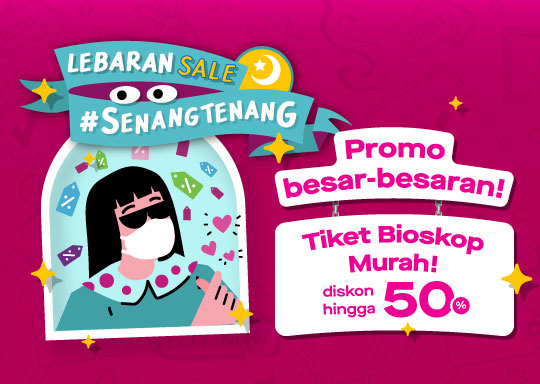 LEBARAN SALE
#SENANGTENANG
Promo
besar-besaran!
Tiket Bioskop
Murah!
diskon
hingga
50%